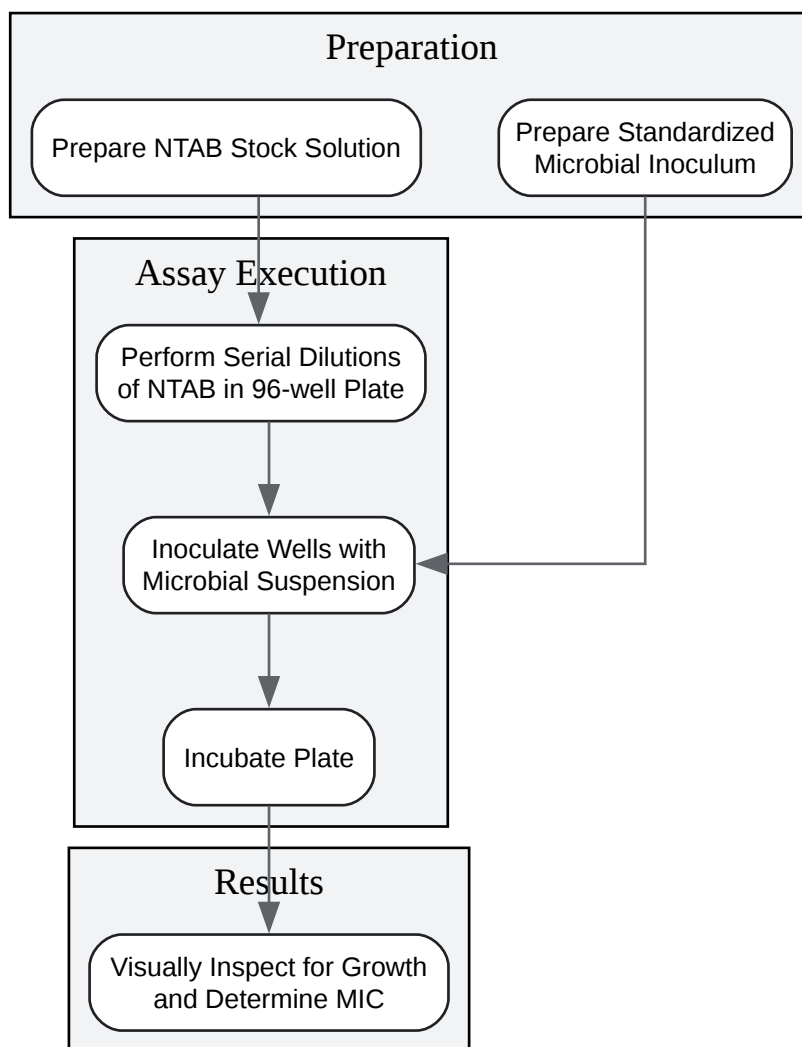 Preparation
Prepare NTAB Stock Solution
Prepare Standardized
Microbial Inoculum
Assay Execution
Perform Serial Dilutions
of NTAB in 96-well Plate
Inoculate Wells with
Microbial Suspension
Incubate Plate
Results
Visually Inspect for Growth
and Determine MIC